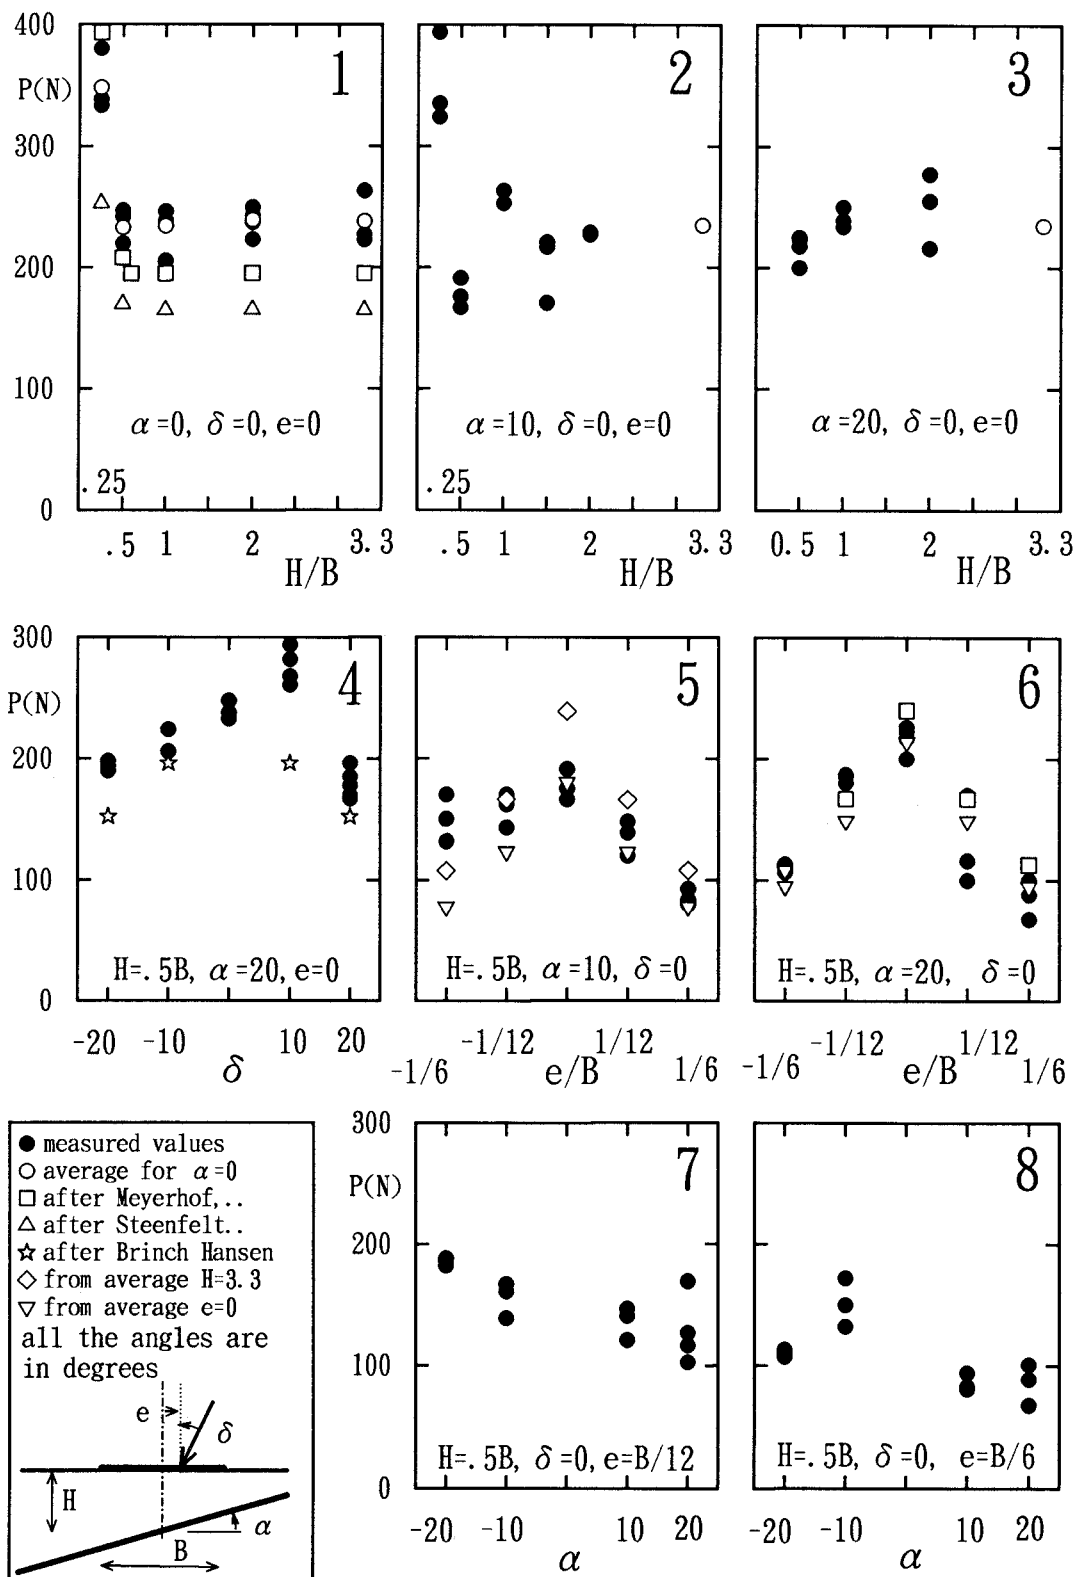 400
P(N)
300
200
100
0
1
α=0, δ=0, e=0
.25
.5 1 2 3.3
H/B
2
α=10, δ=0, e=0
.25
.5 1 2 3.3
H/B
3
α=20, δ=0, e=0
0.5 1 2 3.3
H/B
300
P(N)
200
100
0
4
H=.5B, α=20, e=0
-20 -10 10 20
δ
5
H=.5B, α=10, δ=0
-1/12 1/12
-1/6 e/B 1/6
6
H=.5B, α=20, δ=0
-1/12 1/12
-1/6 e/B 1/6
● measured values
○ average for α=0
□ after Meyerhof,..
△ after Steenfelt..
☆ after Brinch Hansen
◇ from average H=3.3
▽ from average e=0
all the angles are
in degrees
e
δ
H
α
B
300
P(N)
200
100
0
7
H=.5B, δ=0, e=B/12
-20 -10 10 20
α
8
H=.5B, δ=0, e=B/6
-20 -10 10 20
α